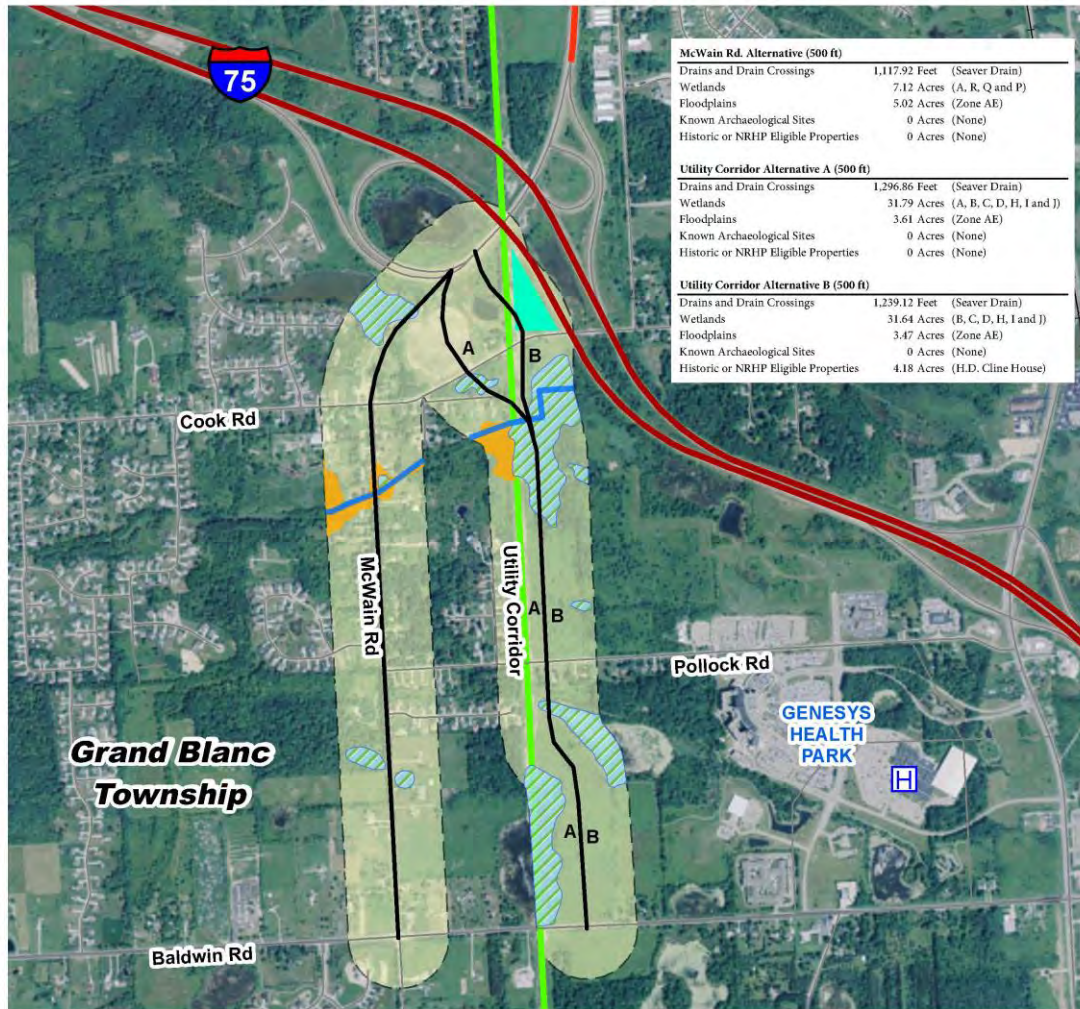 McWain Rd. Alternative (500 ft)
Drains and Drain Crossings 1,117.92 Feet (Seaver Drain)
Wetlands 7.12 Acres (A, R, Q and P)
Floodplains 5.02 Acres (Zone AE)
Known Archaeological Sites 0 Acres (None)
Historic or NRHP Eligible Properties 0 Acres (None)
Utility Corridor Alternative A (500 ft)
Drains and Drain Crossings 1,296.86 Feet (Seaver Drain)
Wetlands 31.79 Acres (A, B, C, D, H, I and J)
Floodplains 3.61 Acres (Zone AE)
Known Archaeological Sites 0 Acres (None)
Historic or NRHP Eligible Properties 0 Acres (None)
Utility Corridor Alternative B (500 ft)
Drains and Drain Crossings 1,239.12 Feet (Seaver Drain)
Wetlands 31.64 Acres (B, C, D, H, I and J)
Floodplains 3.47 Acres (Zone AE)
Known Archaeological Sites 0 Acres (None)
Historic or NRHP Eligible Properties 4.18 Acres (H.D. Cline House)
75
A
B
Cook Rd
McWain Rd
Utility Corridor
A B
Pollock Rd
GENESYS
HEALTH
PARK
H
Grand Blanc
Township
A B
Baldwin Rd